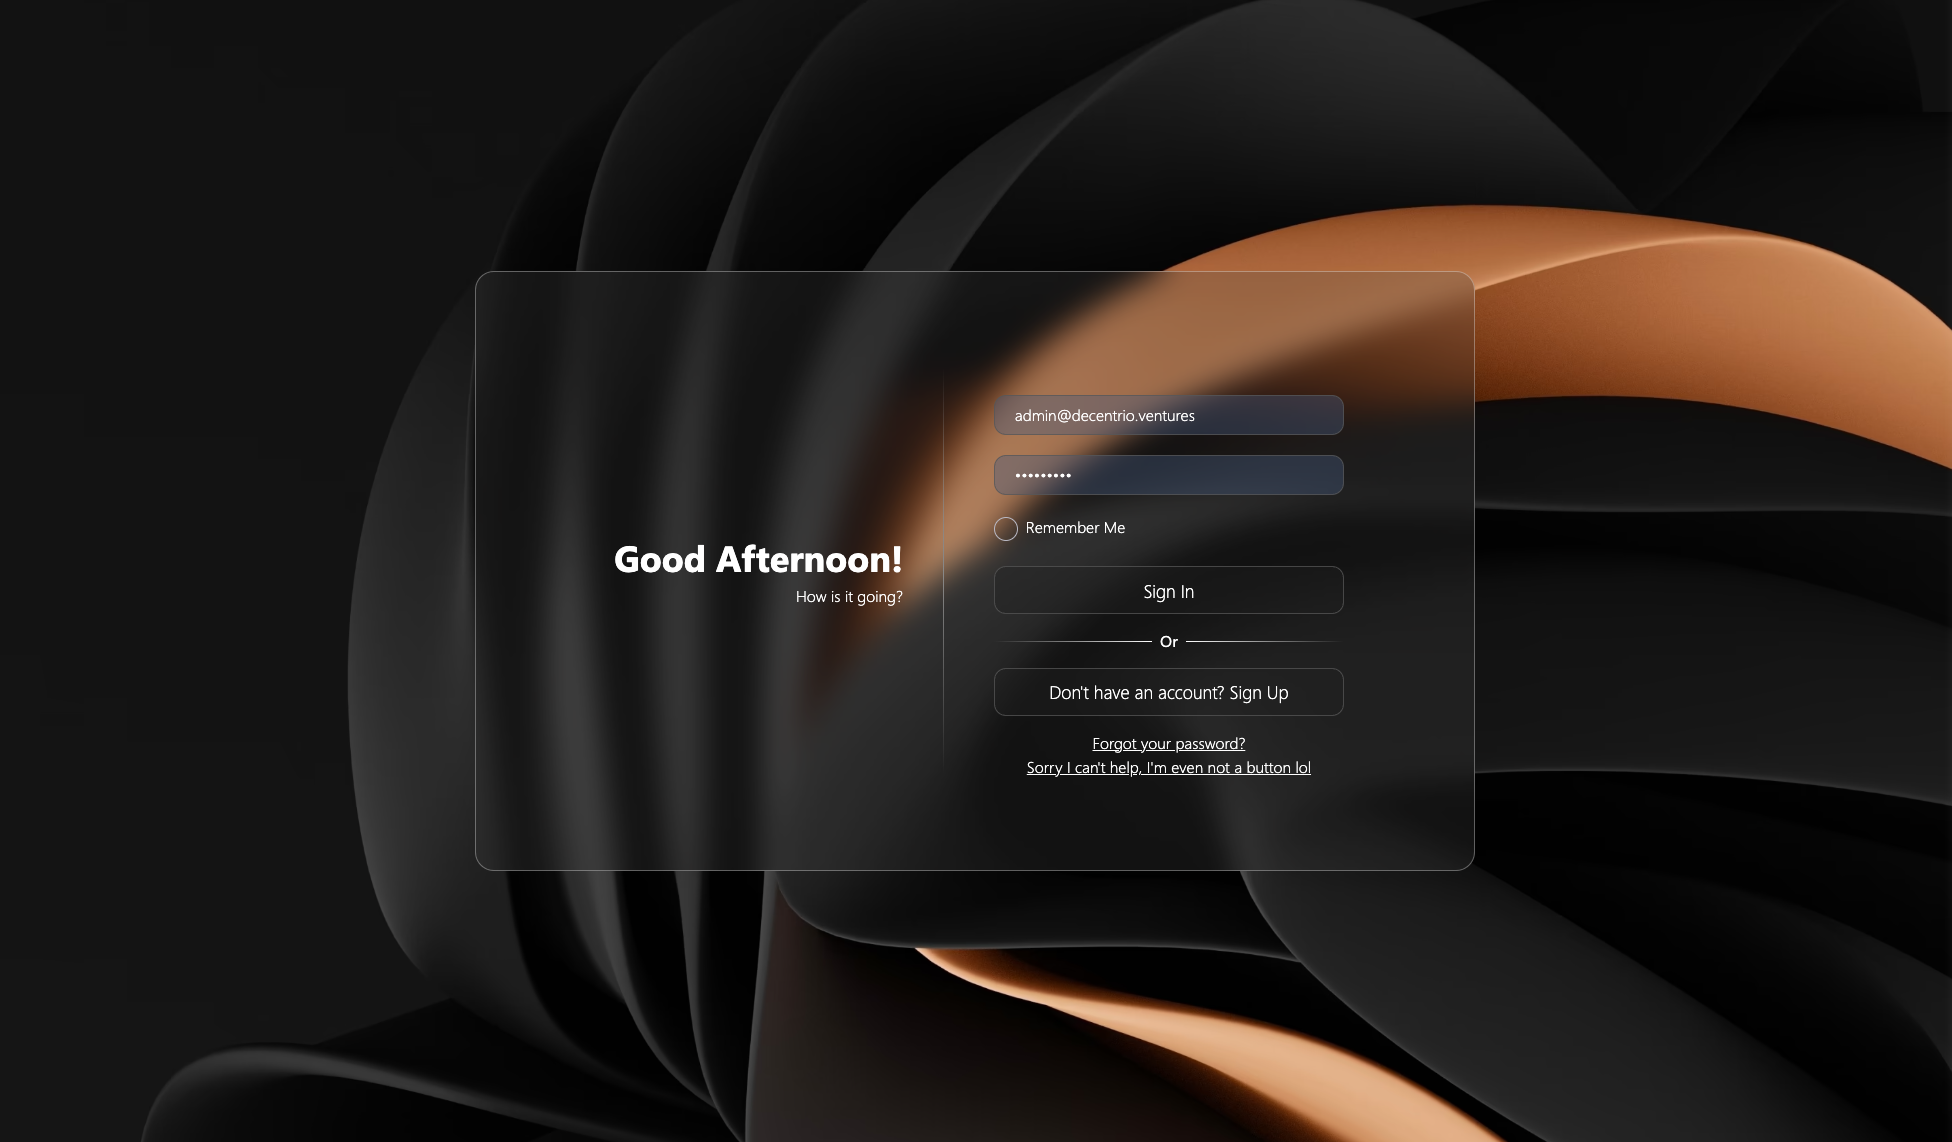 Good Afternoon!
How is it going?
admin@decentrio.ventures
•••••••••
Remember Me
Sign In
Or
Don't have an account? Sign Up
Forgot your password?
Sorry I can't help, I'm even not a button lol